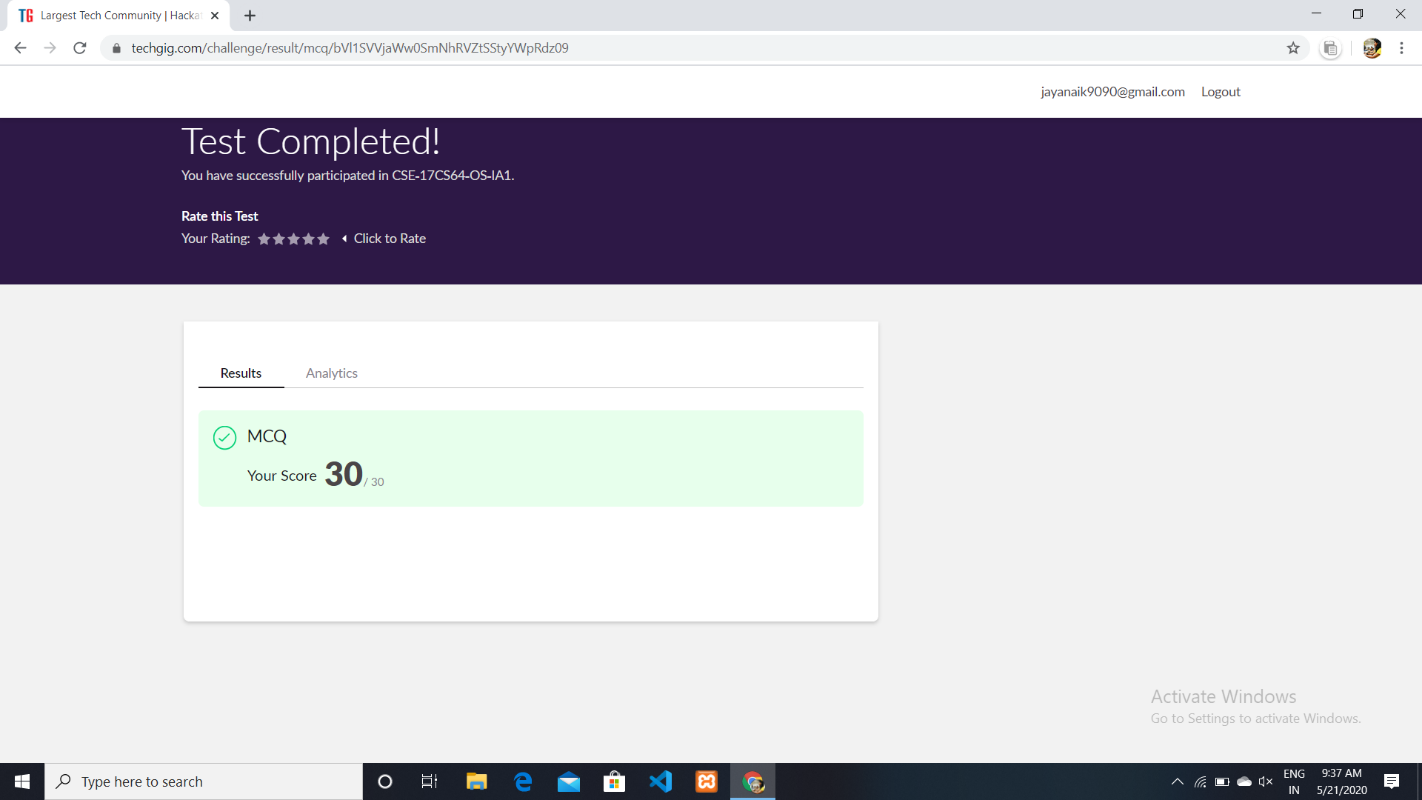 TG Largest Tech Community | Hacka
techgig.com/challenge/result/mcq/bVl1SVVjaWw0SmNhRVZtSStyYWpRdz09
jayanaik9090@gmail.com Logout
Test Completed!
You have successfully participated in CSE-17CS64-OS-IA1.
Rate this Test
Your Rating: Click to Rate
Results Analytics
MCQ
Your Score 30 / 30
Activate Windows
Go to Settings to activate Windows.
Type here to search
ENG 9:37 AM
IN 5/21/2020